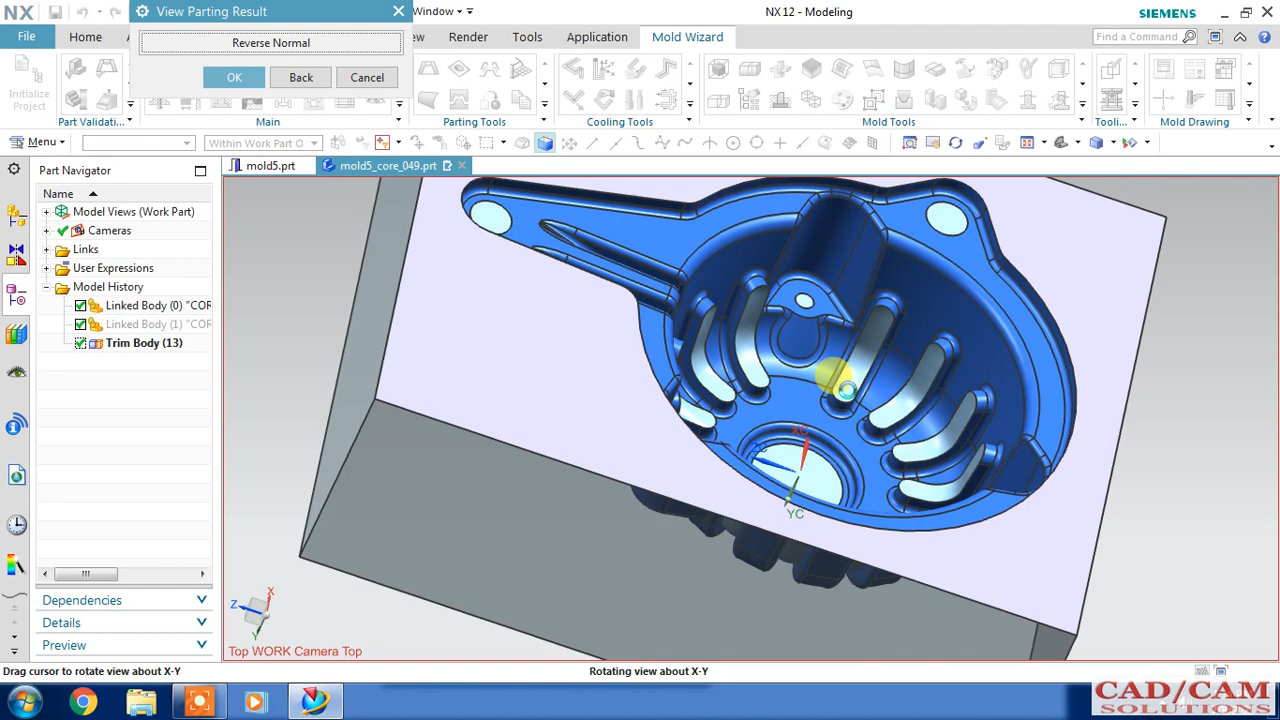 NX
View Parting Result
Window
NX12 - Modeling
SIEMENS
Reverse Normal
OK
Back
Cancel
File
Home
Render
Tools
Application
Mold Wizard
Find a Command
Initialize
Project
Part Validati...
Main
Parting Tools
Cooling Tools
Mold Tools
Tooli...
Mold Drawing
Menu
Within Work Part O
Part Navigator
mold5.prt
mold5_core_049.prt
Name
Model Views (Work Part)
Cameras
Links
User Expressions
Model History
Linked Body (0) "COR
Linked Body (1) "COR
Trim Body (13)
XC
YC
Dependencies
Details
Preview
X
Z
Y
Top WORK Camera Top
Drag cursor to rotate view about X-Y
Rotating view about X-Y
CAD/CAM
SOLUTIONS